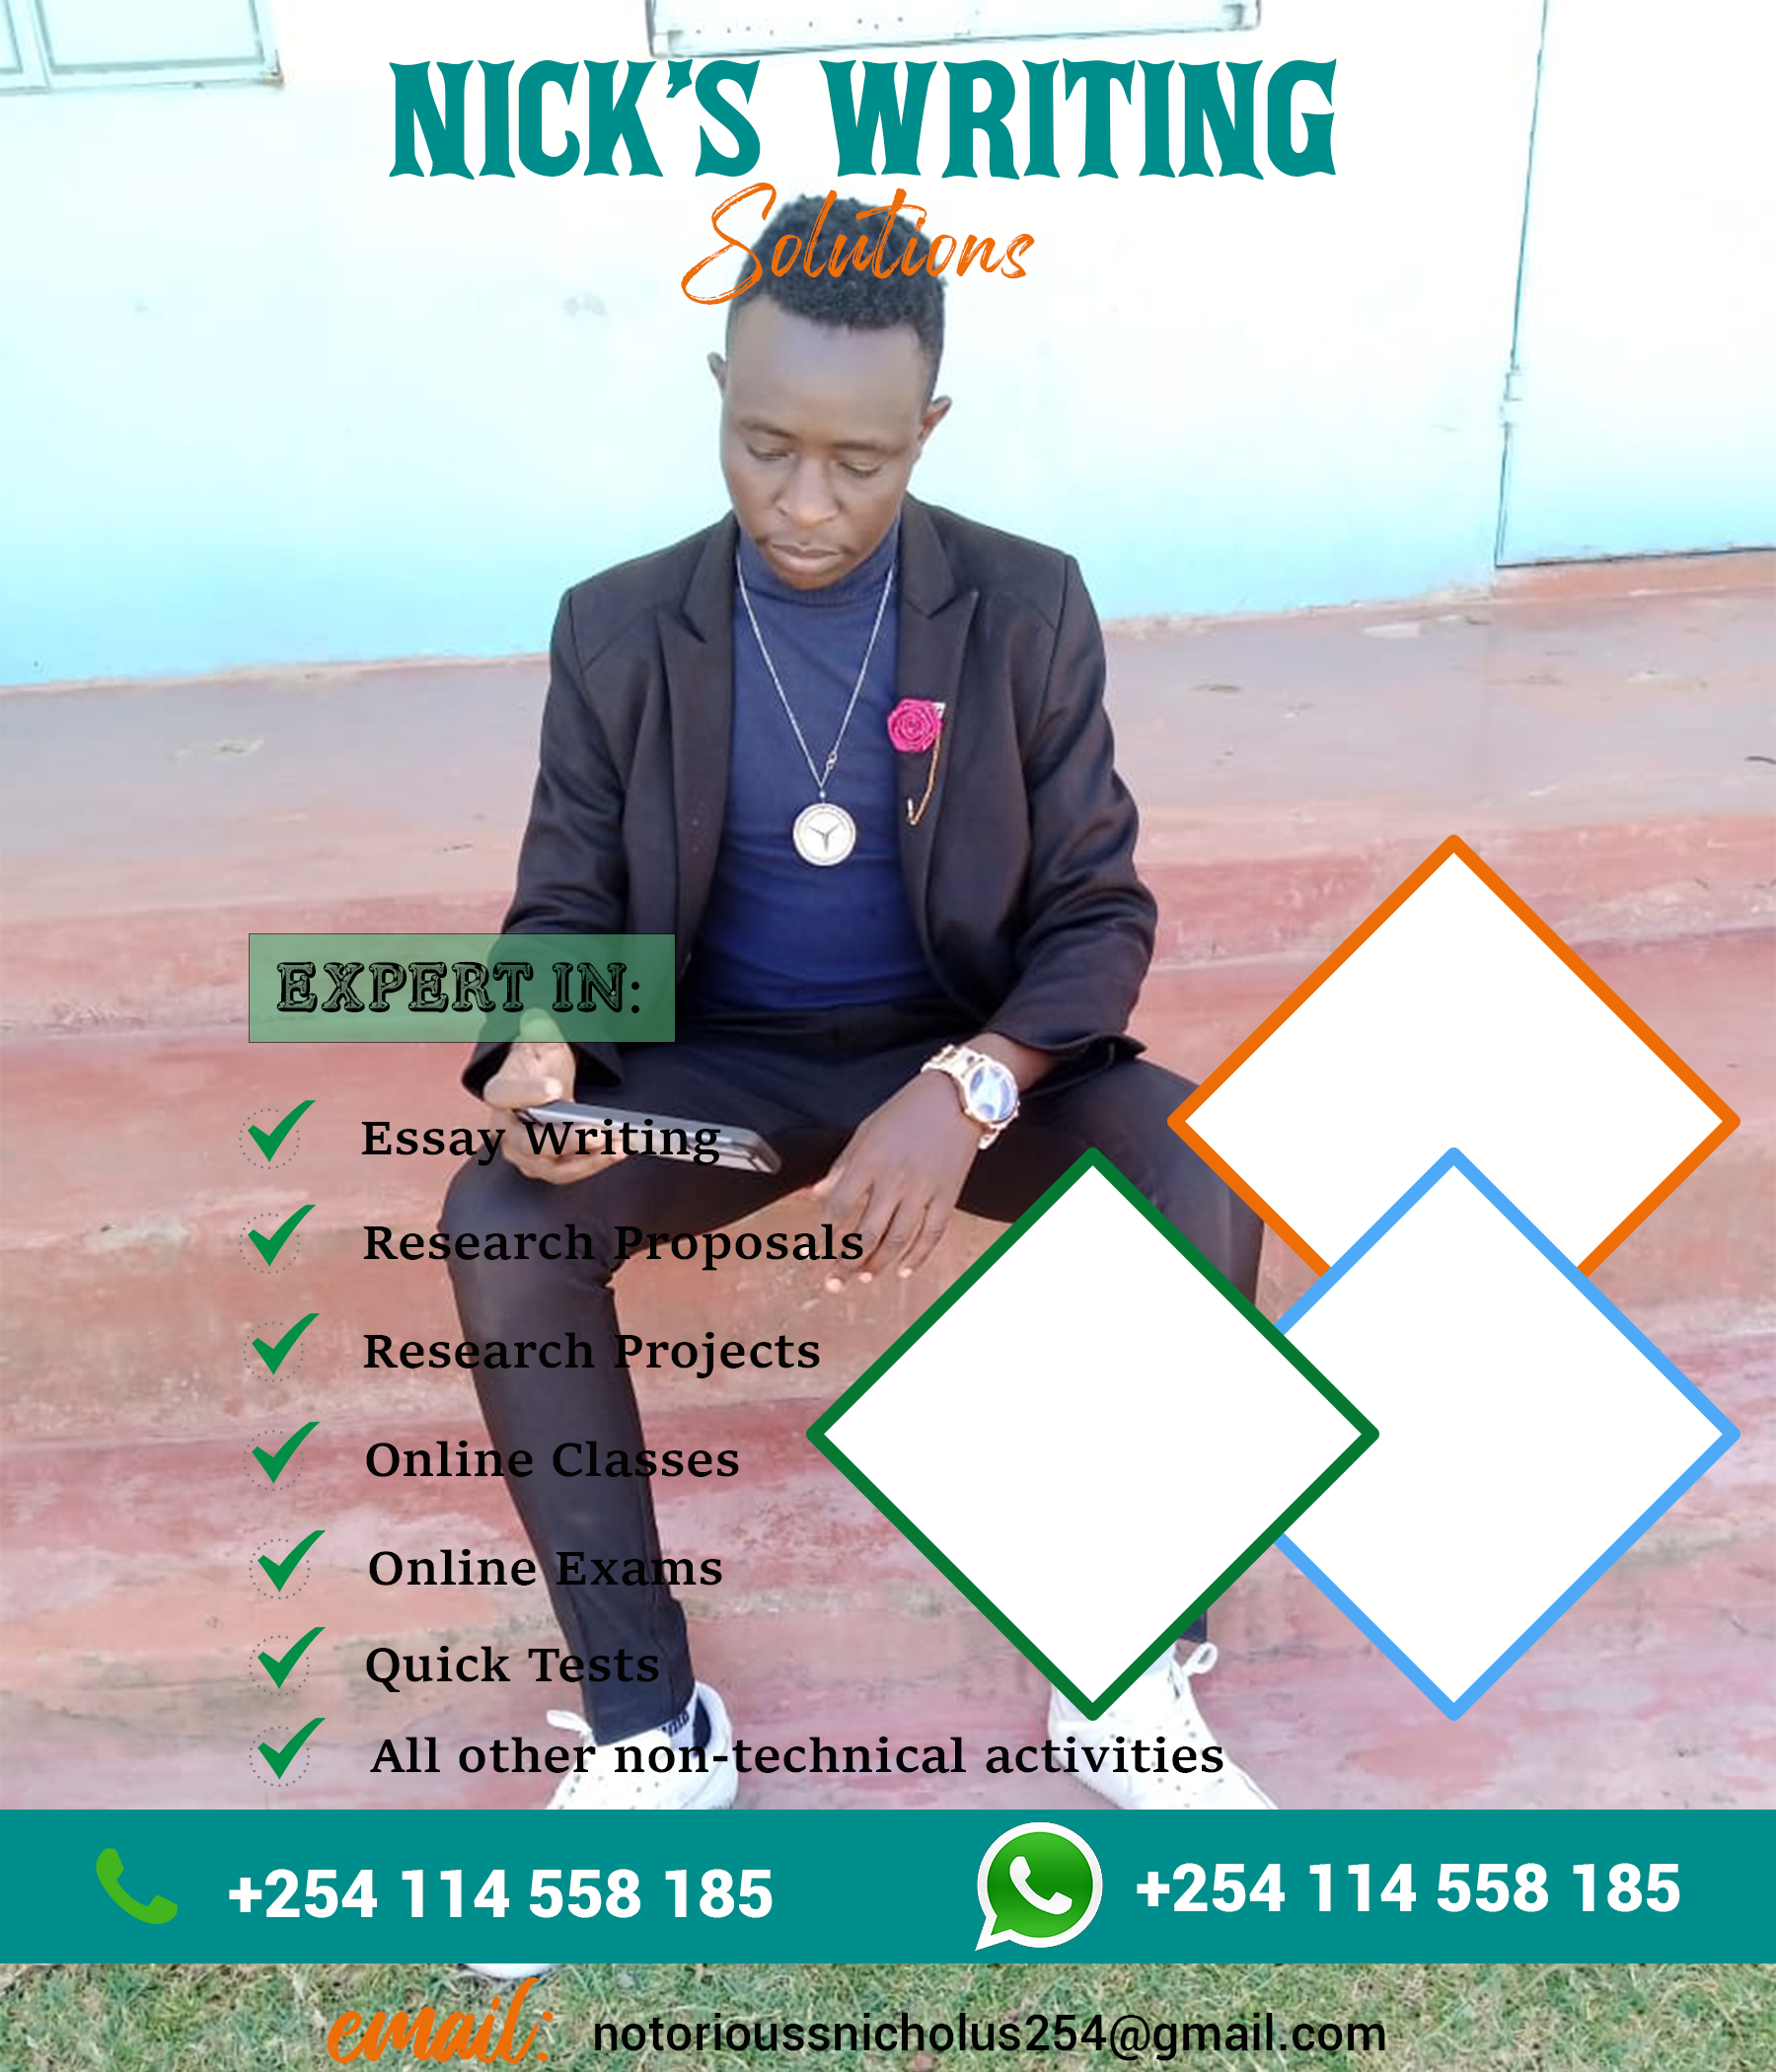 NICK'S WRITING
Solutions
EXPERT IN:
Essay Writing
Research Proposals
Research Projects
Online Classes
Online Exams
Quick Tests
All other non-technical activities
+254 114 558 185
+254 114 558 185
email: notorioussnicholus254@gmail.com